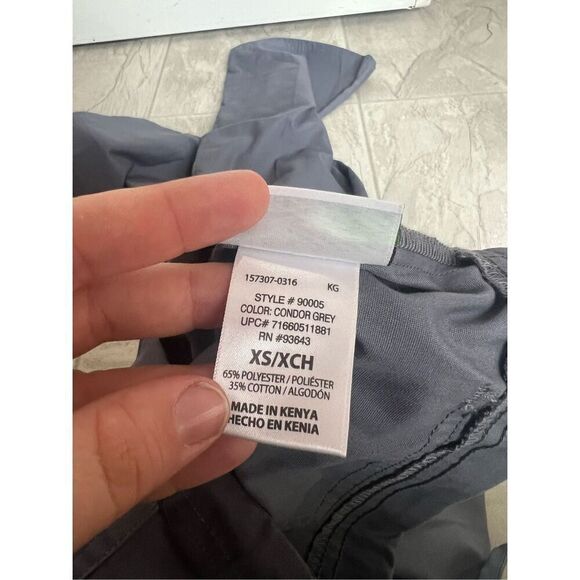 157307-0316 KG
STYLE # 90005
COLOR: CONDOR GREY
UPC# 71660511881
RN #93643
XS/XCH
65% POLYESTER / POLIÉSTER
35% COTTON / ALGODÓN
MADE IN KENYA
HECHO EN KENIA